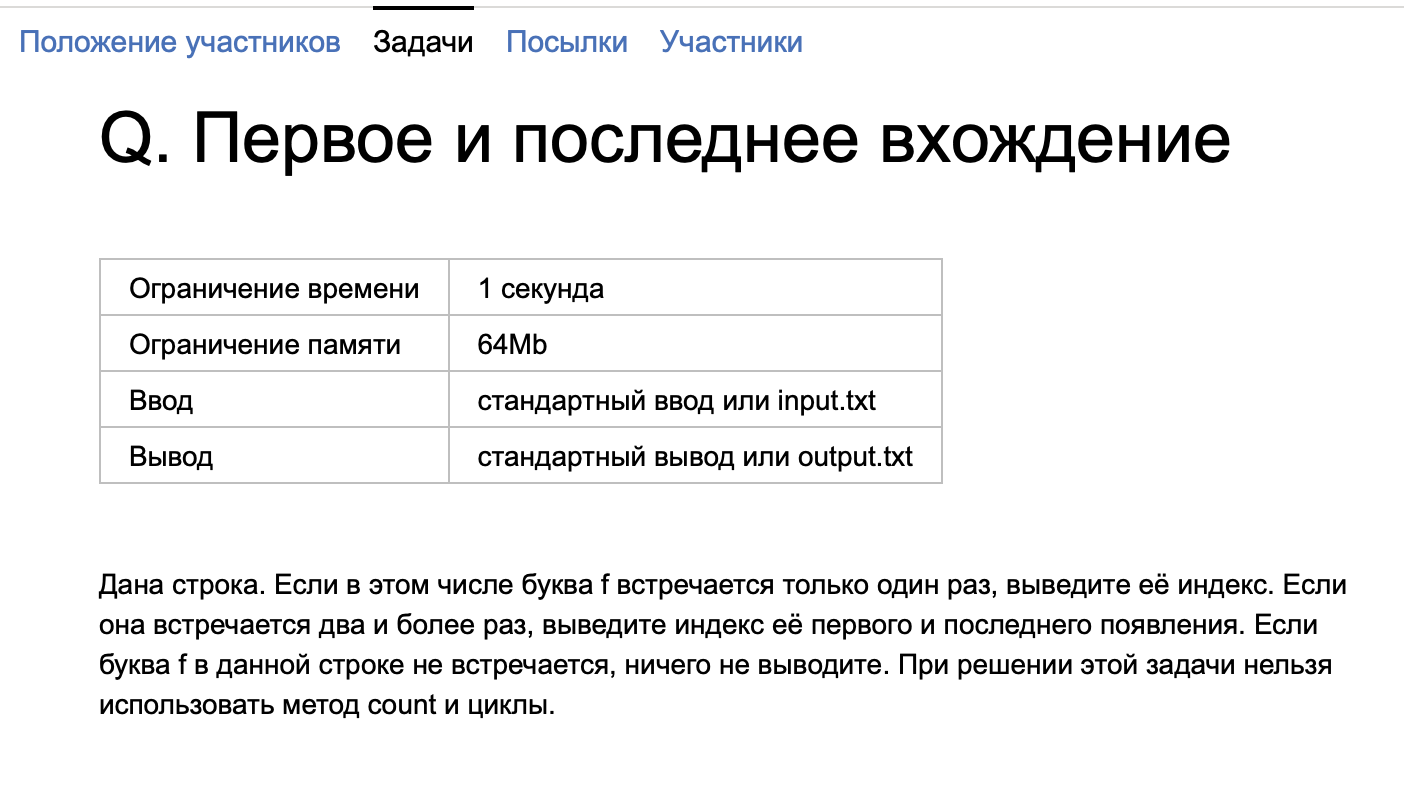 Положение участников Задачи Посылки Участники
Q. Первое и последнее вхождение
Ограничение времени 1 секунда
Ограничение памяти 64Mb
Ввод стандартный ввод или input.txt
Вывод стандартный вывод или output.txt
Дана строка. Если в этом числе буква f встречается только один раз, выведите её индекс. Если
она встречается два и более раз, выведите индекс её первого и последнего появления. Если
буква f в данной строке не встречается, ничего не выводите. При решении этой задачи нельзя
использовать метод count и циклы.